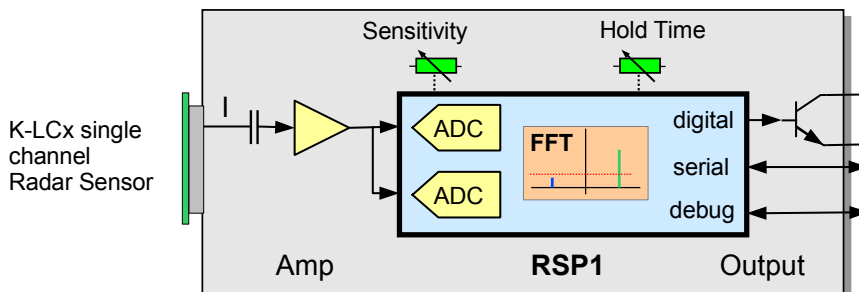 Sensitivity
Hold Time
I
K-LCx single
channel
Radar Sensor
ADC
FFT
digital
serial
ADC
debug
Amp
RSP1
Output